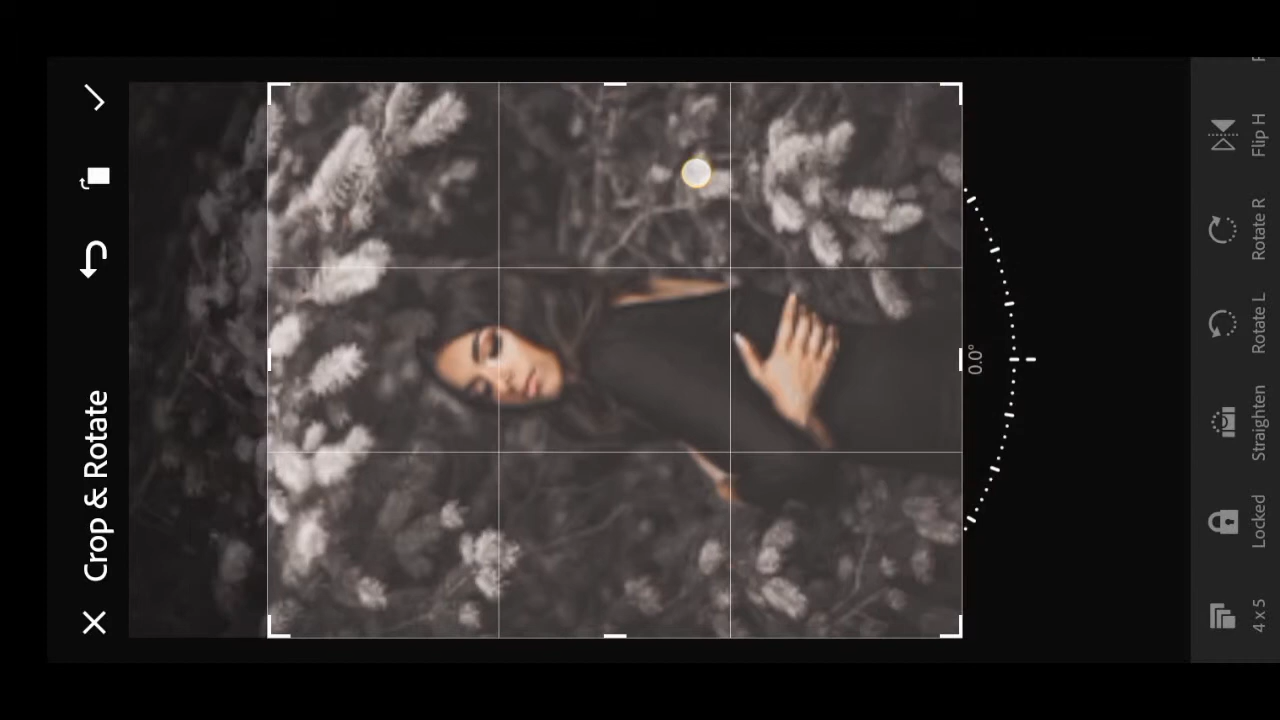 Crop & Rotate
0.0°
4 x 5
Locked
Straighten
Rotate L
Rotate R
Flip H